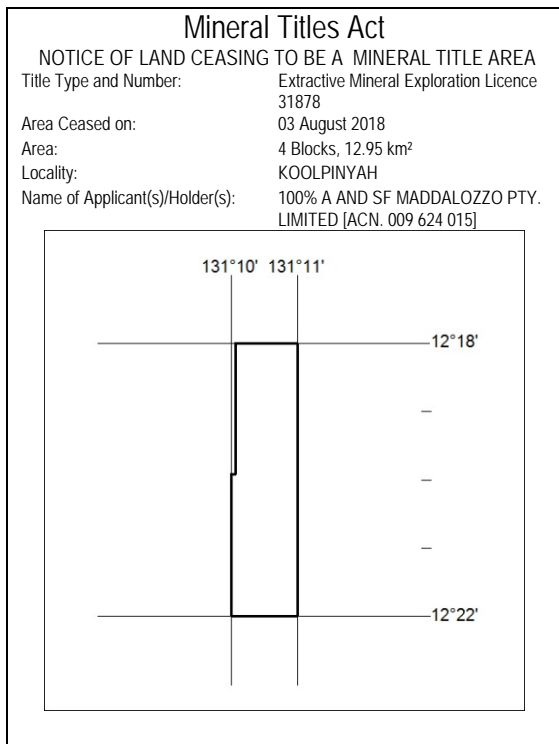 Mineral Titles Act
NOTICE OF LAND CEASING TO BE A MINERAL TITLE AREA
Title Type and Number: Extractive Mineral Exploration Licence
31878
Area Ceased on: 03 August 2018
Area: 4 Blocks, 12.95 km²
Locality: KOOLPINYAH
Name of Applicant(s)/Holder(s): 100% A AND SF MADDALOZZO PTY.
LIMITED [ACN. 009 624 015]
131°10' 131°11'
12°18'
12°22'